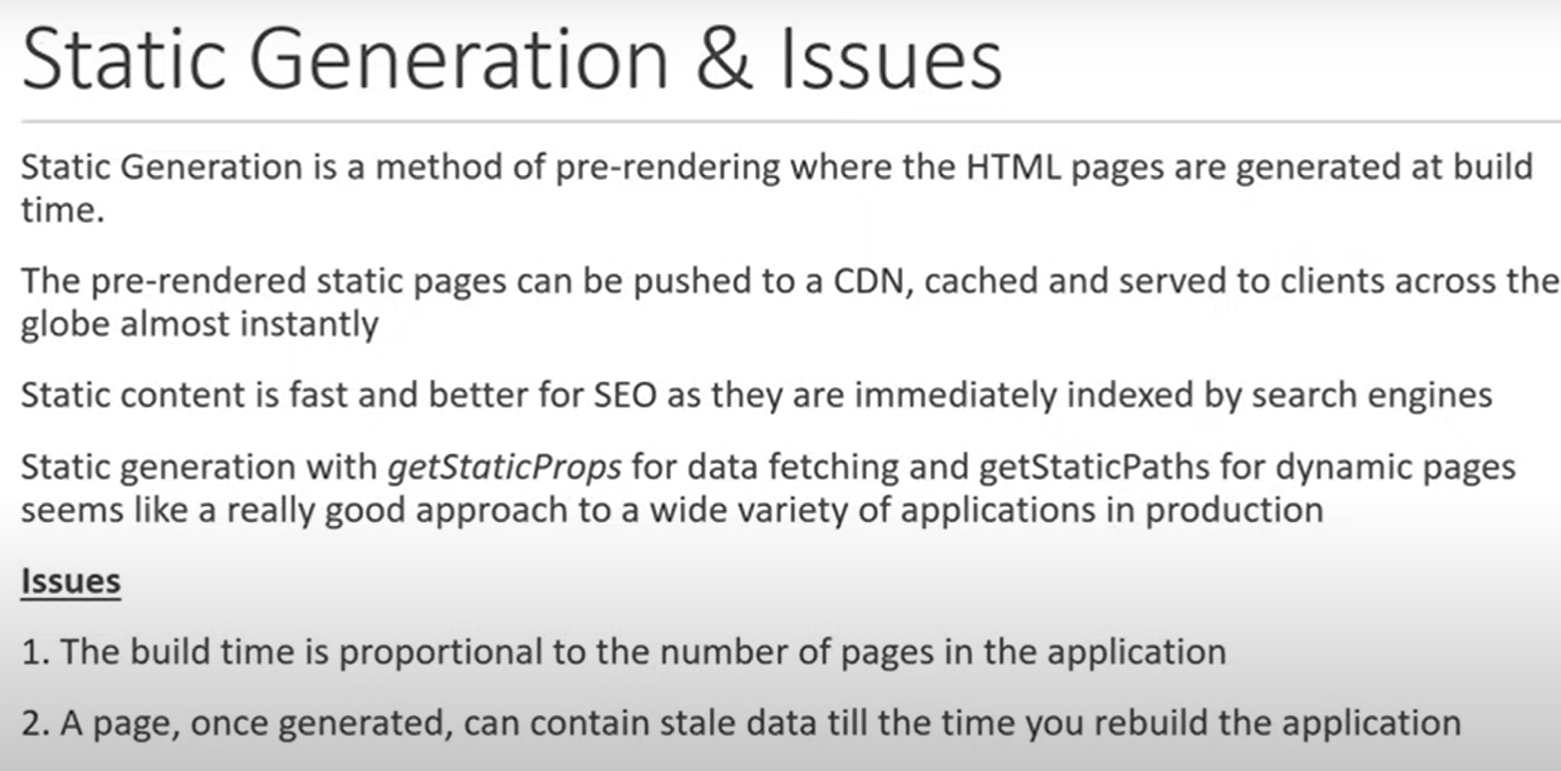 Static Generation & Issues
Static Generation is a method of pre-rendering where the HTML pages are generated at build
time.
The pre-rendered static pages can be pushed to a CDN, cached and served to clients across the
globe almost instantly
Static content is fast and better for SEO as they are immediately indexed by search engines
Static generation with getStaticProps for data fetching and getStaticPaths for dynamic pages
seems like a really good approach to a wide variety of applications in production
Issues
1. The build time is proportional to the number of pages in the application
2. A page, once generated, can contain stale data till the time you rebuild the application